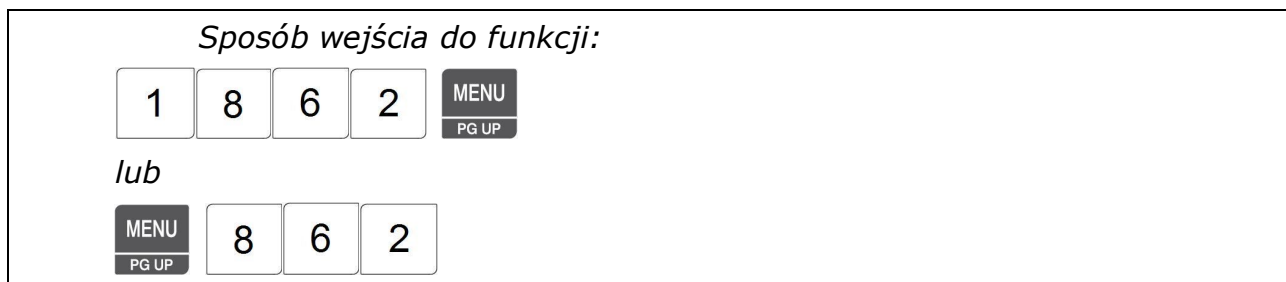 Sposób wejścia do funkcji:
1 8 6 2 MENU
PG UP
lub
MENU 8 6 2
PG UP